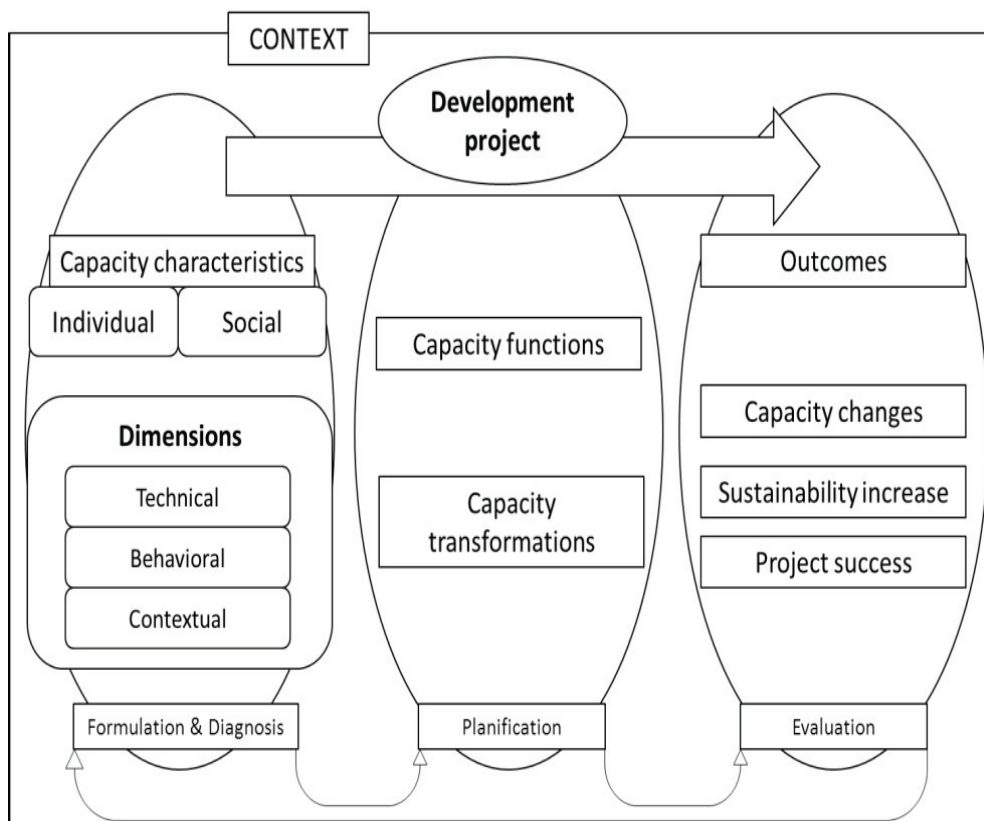 CONTEXT
Development
project
Capacity characteristics
Individual
Social
Dimensions
Technical
Behavioral
Contextual
Formulation & Diagnosis
Capacity functions
Capacity
transformations
Planification
Outcomes
Capacity changes
Sustainability increase
Project success
Evaluation